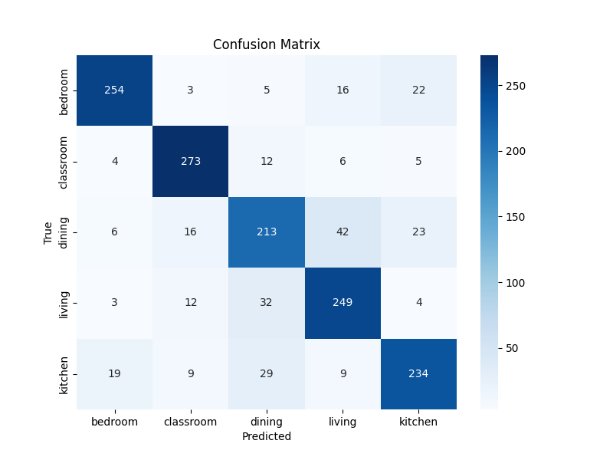 Confusion Matrix
True
bedroom
254 3 5 16 22
classroom
4 273 12 6 5
dining
6 16 213 42 23
living
3 12 32 249 4
kitchen
19 9 29 9 234
bedroom classroom dining living kitchen
Predicted
250
200
150
100
50